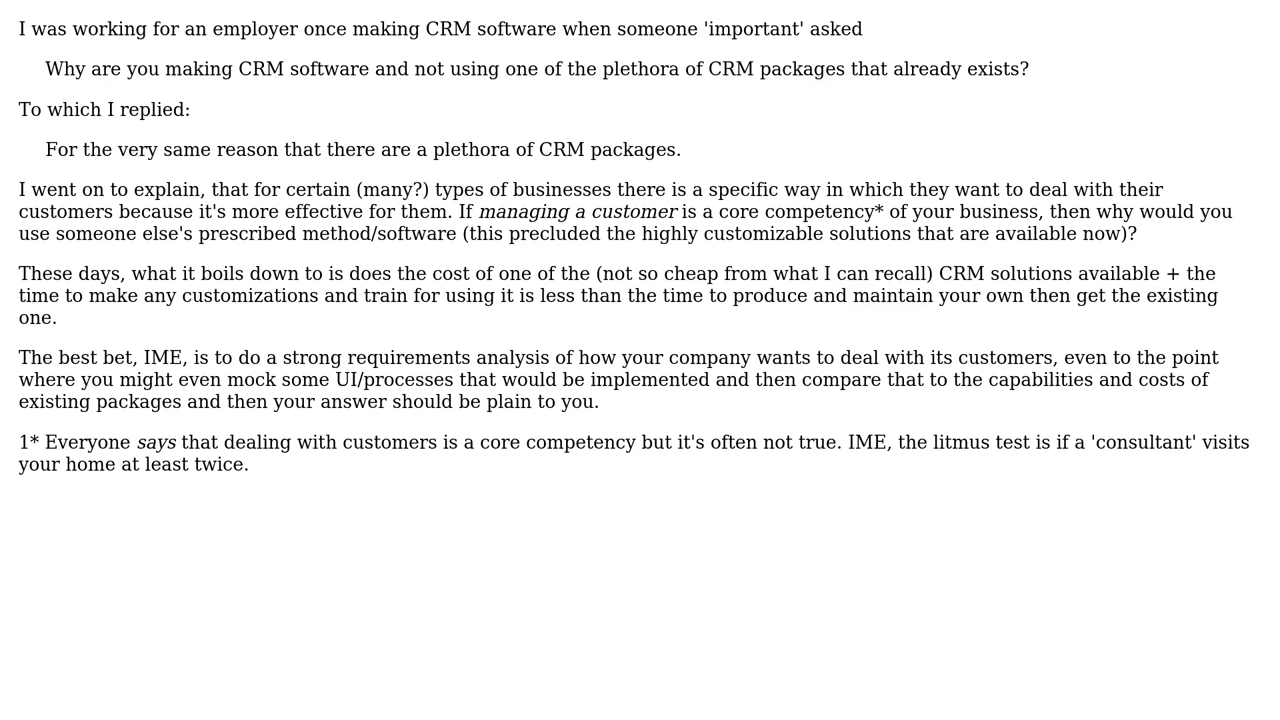 I was working for an employer once making CRM software when someone 'important' asked
Why are you making CRM software and not using one of the plethora of CRM packages that already exists?
To which I replied:
For the very same reason that there are a plethora of CRM packages.
I went on to explain, that for certain (many?) types of businesses there is a specific way in which they want to deal with their
customers because it's more effective for them. If managing a customer is a core competency* of your business, then why would you
use someone else's prescribed method/software (this precluded the highly customizable solutions that are available now)?
These days, what it boils down to is does the cost of one of the (not so cheap from what I can recall) CRM solutions available + the
time to make any customizations and train for using it is less than the time to produce and maintain your own then get the existing
one.
The best bet, IME, is to do a strong requirements analysis of how your company wants to deal with its customers, even to the point
where you might even mock some UI/processes that would be implemented and then compare that to the capabilities and costs of
existing packages and then your answer should be plain to you.
1* Everyone says that dealing with customers is a core competency but it's often not true. IME, the litmus test is if a 'consultant' visits
your home at least twice.